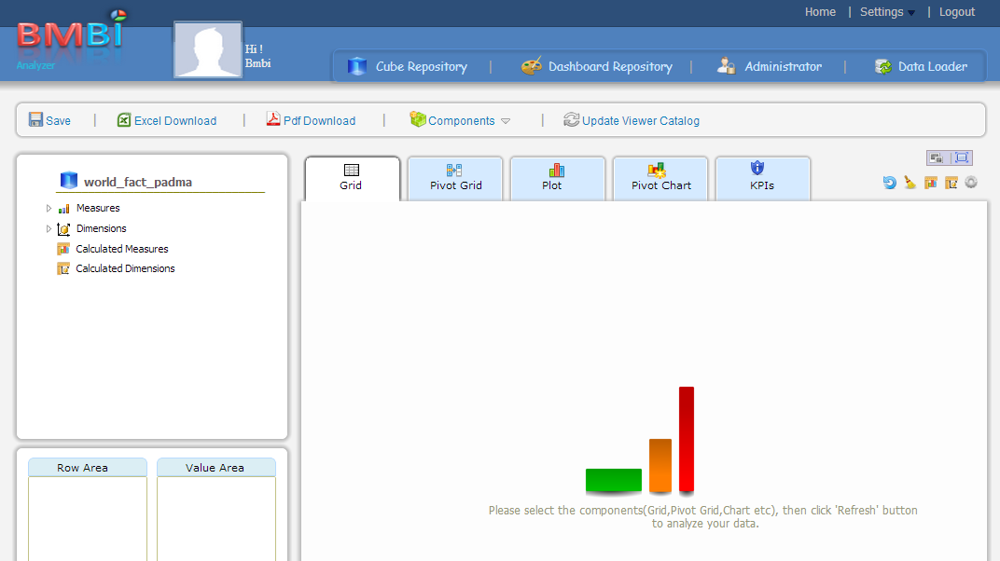 Home | Settings | Logout
BMBI
Analyzer
Hi !
Bmbi
Cube Repository | Dashboard Repository | Administrator | Data Loader
Save | Excel Download | Pdf Download | Components | Update Viewer Catalog
world_fact_padma
Measures
Dimensions
Calculated Measures
Calculated Dimensions
Row Area
Value Area
Grid
Pivot Grid
Plot
Pivot Chart
KPIs
Please select the components(Grid,Pivot Grid,Chart etc), then click 'Refresh' button
to analyze your data.